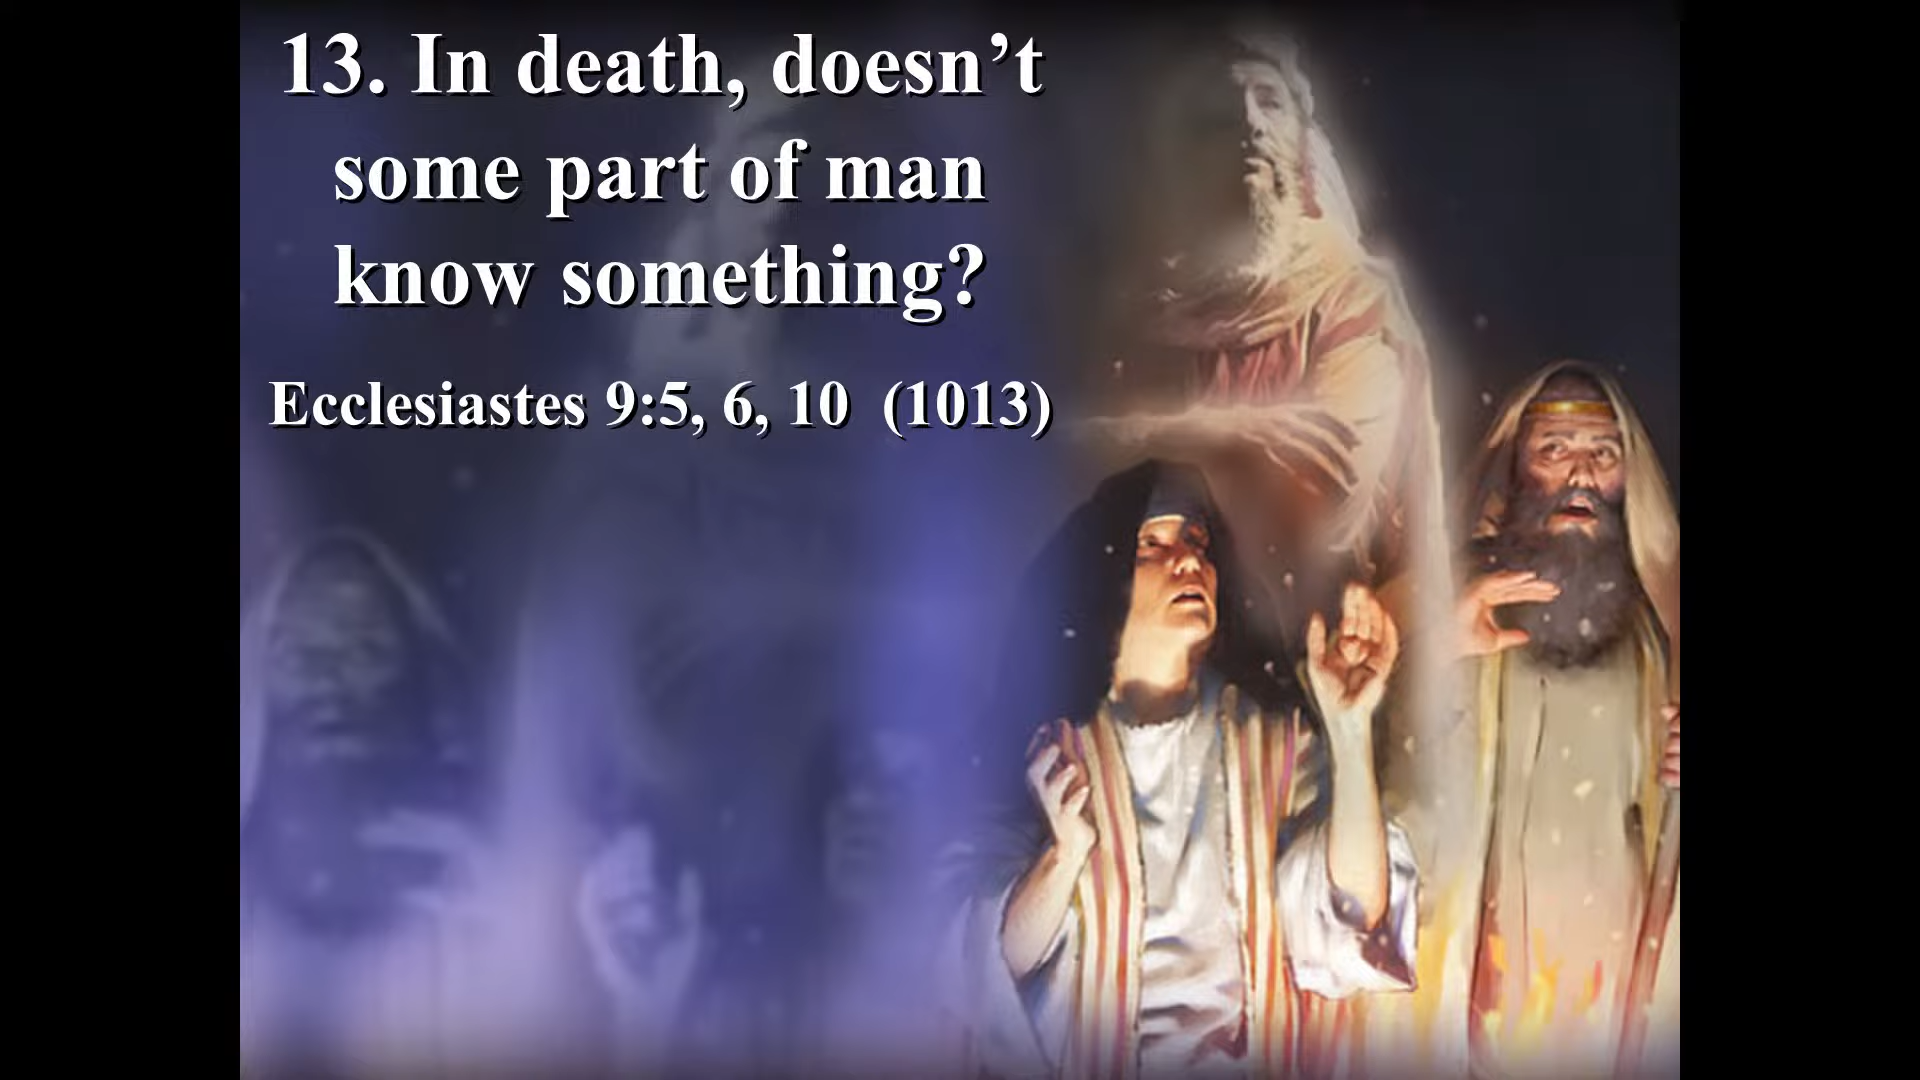 13. In death, doesn’t
some part of man
know something?
Ecclesiastes 9:5, 6, 10  (1013)